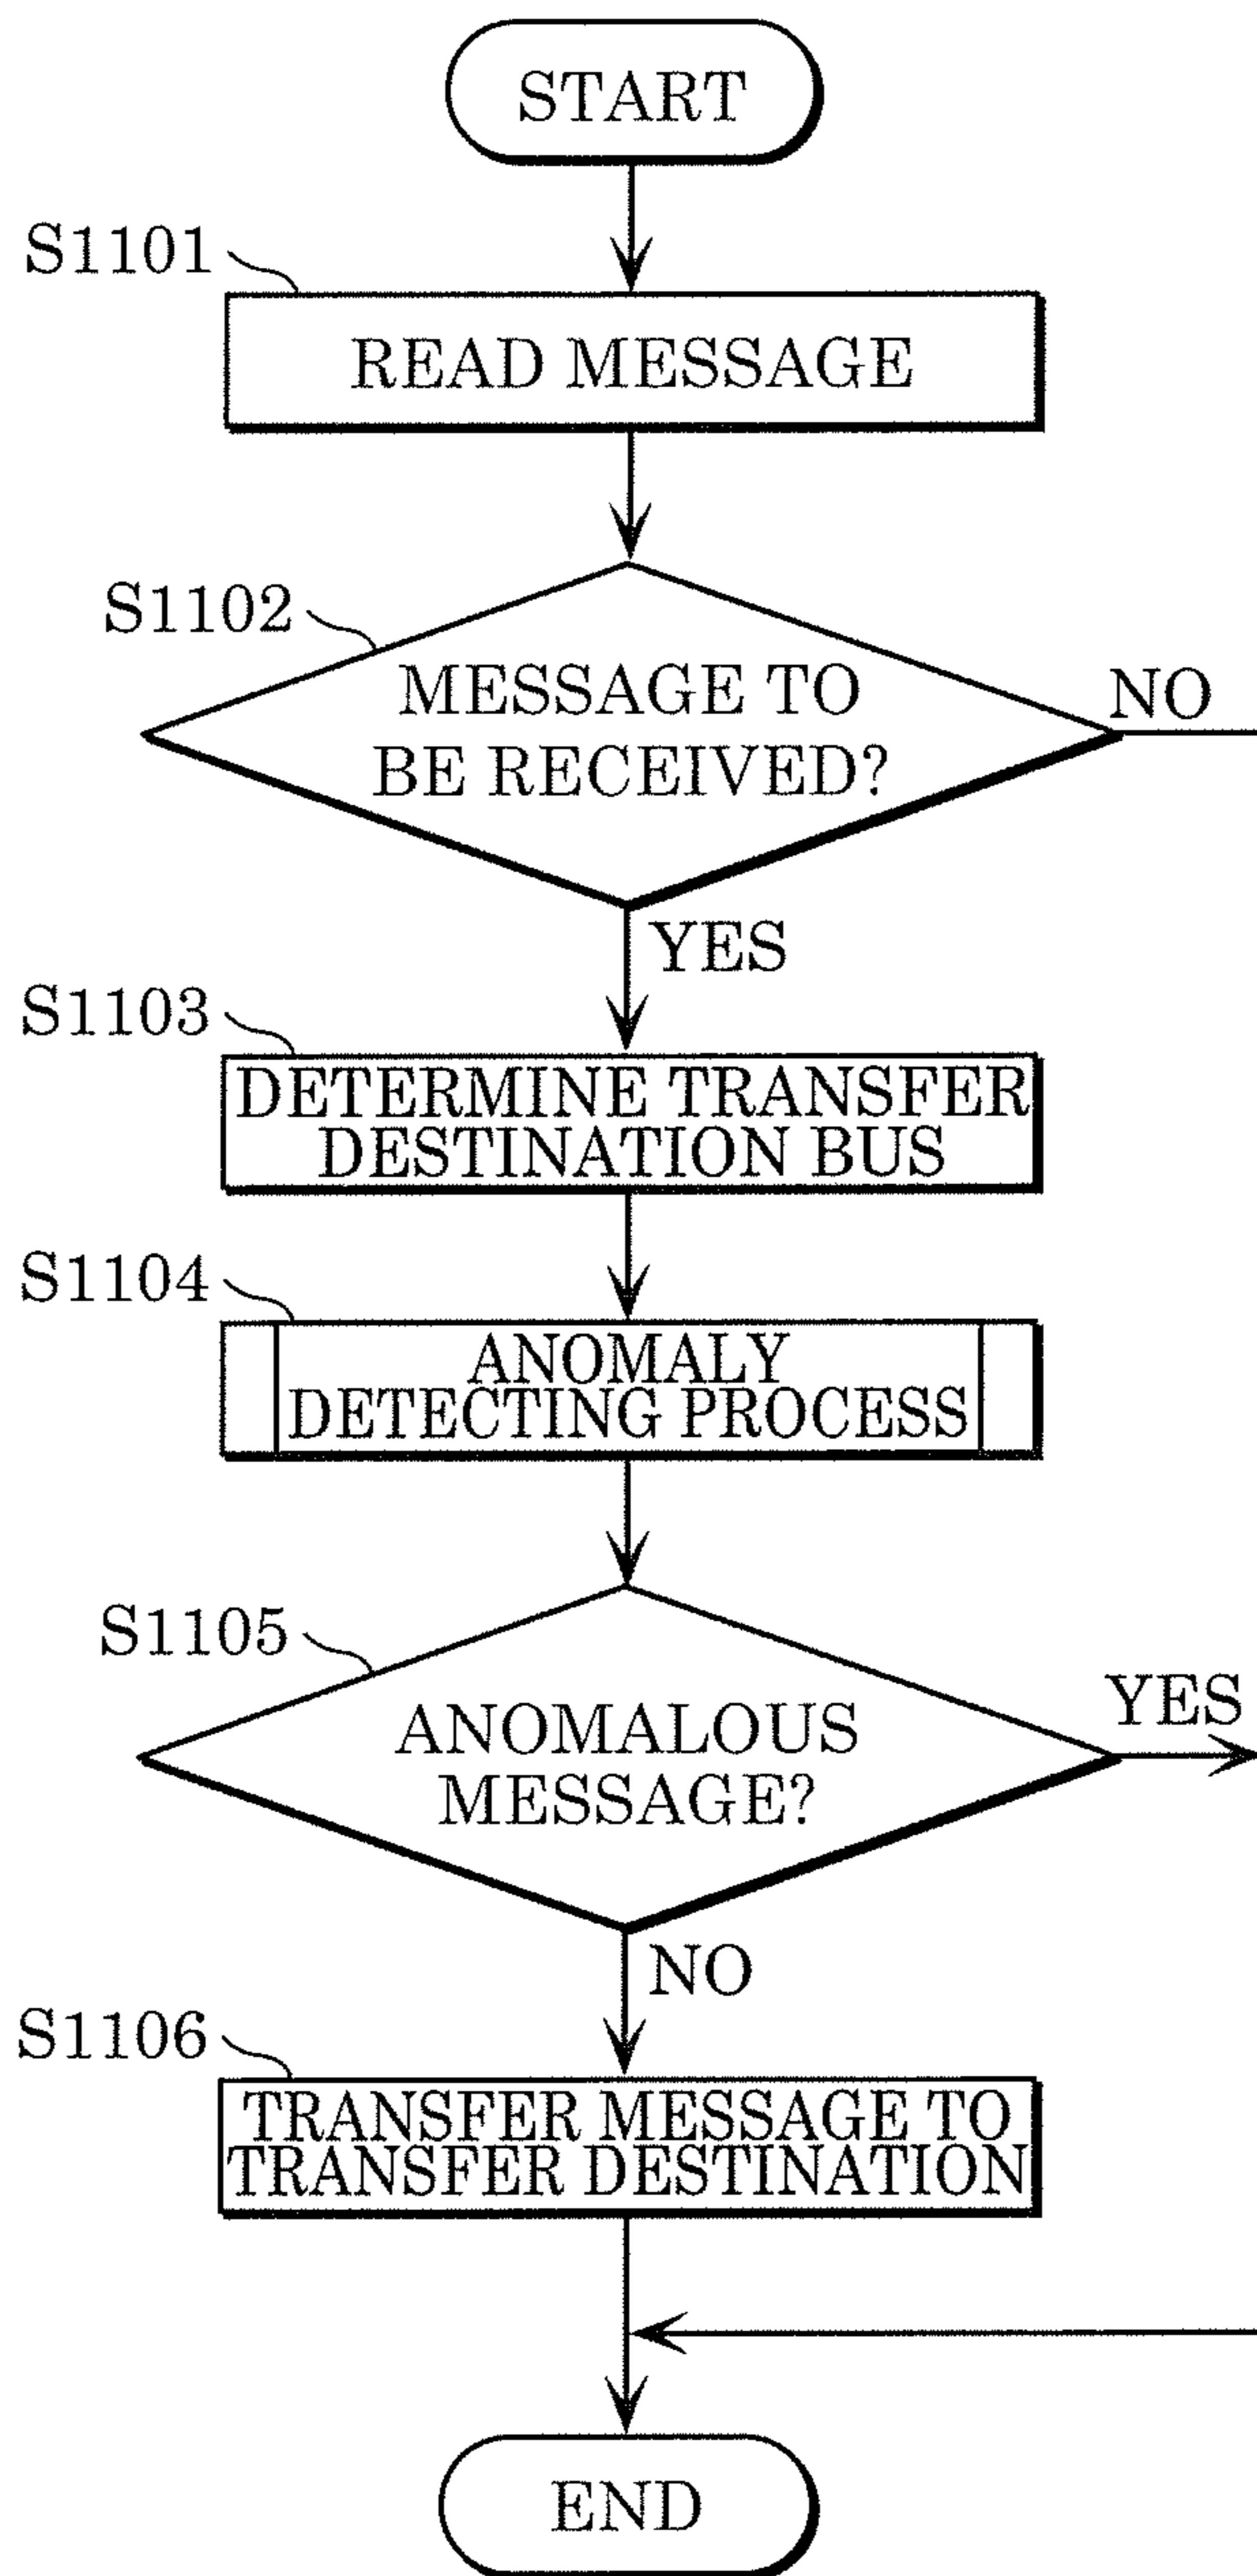 START
S1101
READ MESSAGE
S1102
MESSAGE TO
BE RECEIVED?
NO
YES
S1103
DETERMINE TRANSFER
DESTINATION BUS
S1104
ANOMALY
DETECTING PROCESS
S1105
ANOMALOUS
MESSAGE?
YES
NO
S1106
TRANSFER MESSAGE TO
TRANSFER DESTINATION
END